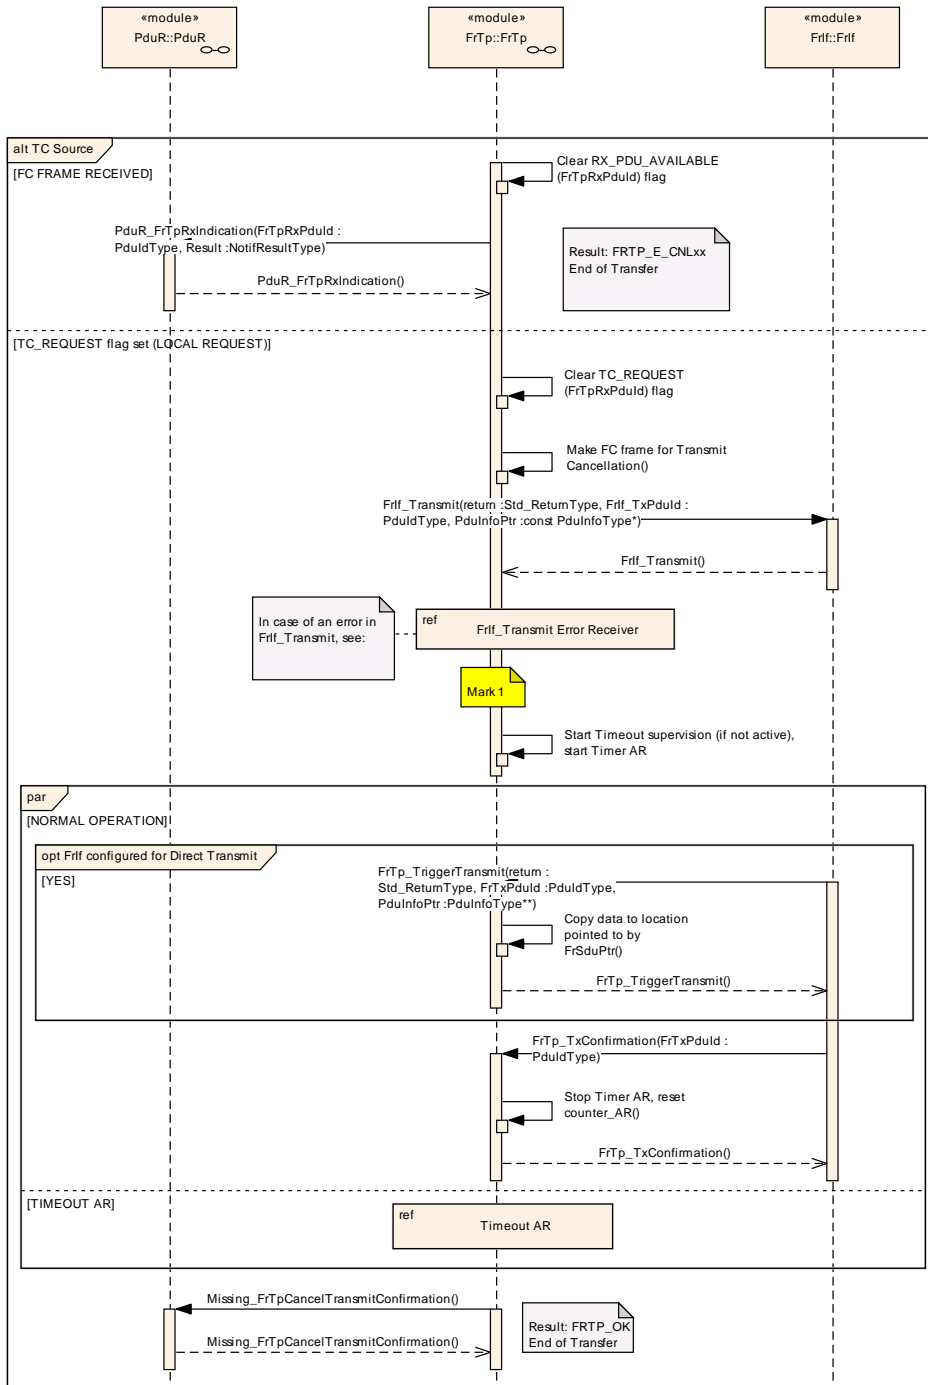 «module»
PduR::PduR
«module»
FrTp::FrTp
«module»
FrIf::FrIf
alt TC Source
[FC FRAME RECEIVED]
Clear RX_PDU_AVAILABLE
(FrTpRxPduId) flag
PduR_FrTpRxIndication(FrTpRxPduId :
PduIdType, Result :NotifResultType)
Result: FRTP_E_CNLxx
End of Transfer
PduR_FrTpRxIndication()
[TC_REQUEST flag set (LOCAL REQUEST)]
Clear TC_REQUEST
(FrTpRxPduId) flag
Make FC frame for Transmit
Cancellation()
FrIf_Transmit(return :Std_ReturnType, FrIf_TxPduId :
PduIdType, PduInfoPtr :const PduInfoType*)
FrIf_Transmit()
In case of an error in
FrIf_Transmit, see:
ref
FrIf_Transmit Error Receiver
Mark 1
Start Timeout supervision (if not active),
start Timer AR
par
[NORMAL OPERATION]
opt FrIf configured for Direct Transmit
[YES]
FrTp_TriggerTransmit(return :
Std_ReturnType, FrTxPduId :PduIdType,
PduInfoPtr :PduInfoType**)
Copy data to location
pointed to by
FrSduPtr()
FrTp_TriggerTransmit()
FrTp_TxConfirmation(FrTxPduId :
PduIdType)
Stop Timer AR, reset
counter_AR()
FrTp_TxConfirmation()
[TIMEOUT AR]
ref
Timeout AR
Missing_FrTpCancelTransmitConfirmation()
Result: FRTP_OK
End of Transfer
Missing_FrTpCancelTransmitConfirmation()